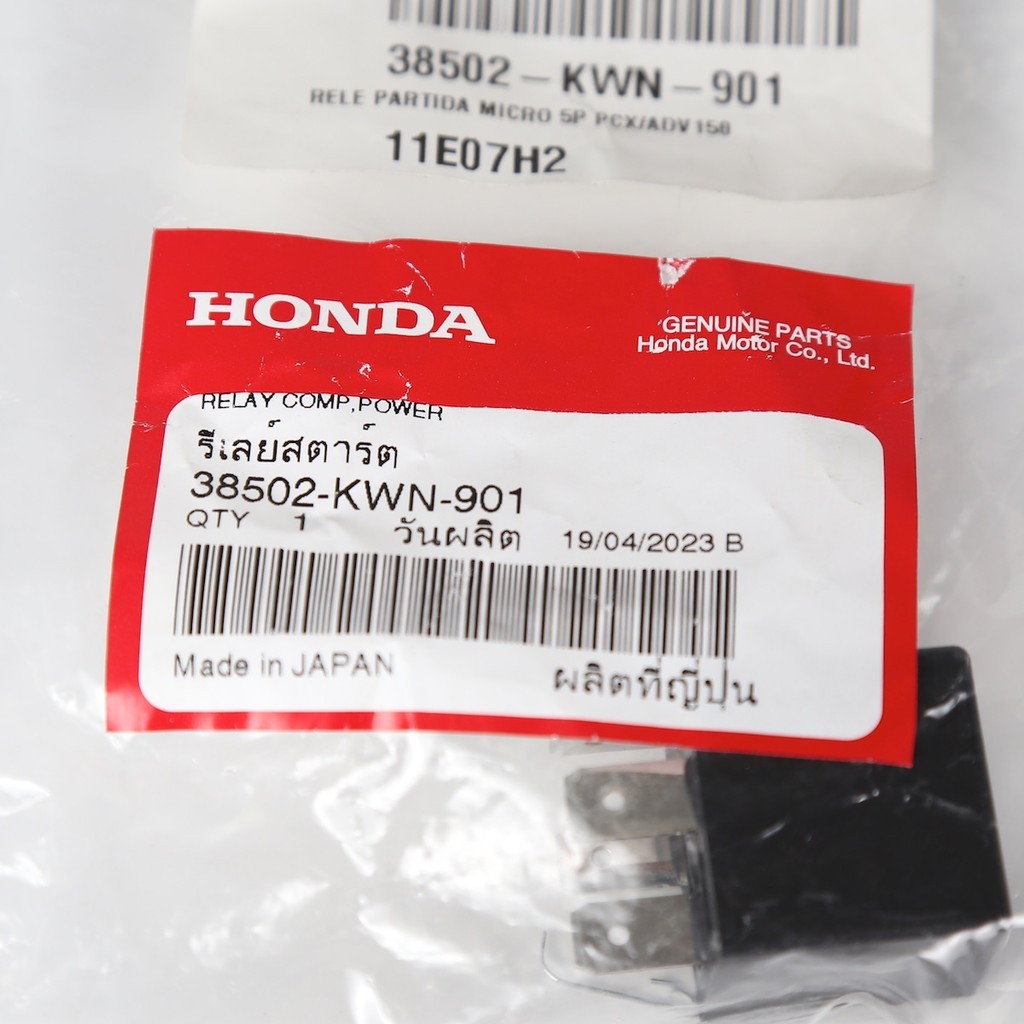 38502-KWN-901
RELE PARTIDA MICRO 5P PCX/ADV150
11E07H2
HONDA
GENUINE PARTS
Honda Motor Co., Ltd.
RELAY COMP,POWER
รีเลย์สตาร์ต
38502-KWN-901
QTY 1 วันผลิต 19/04/2023 B
Made in JAPAN ผลิตที่ญี่ปุ่น